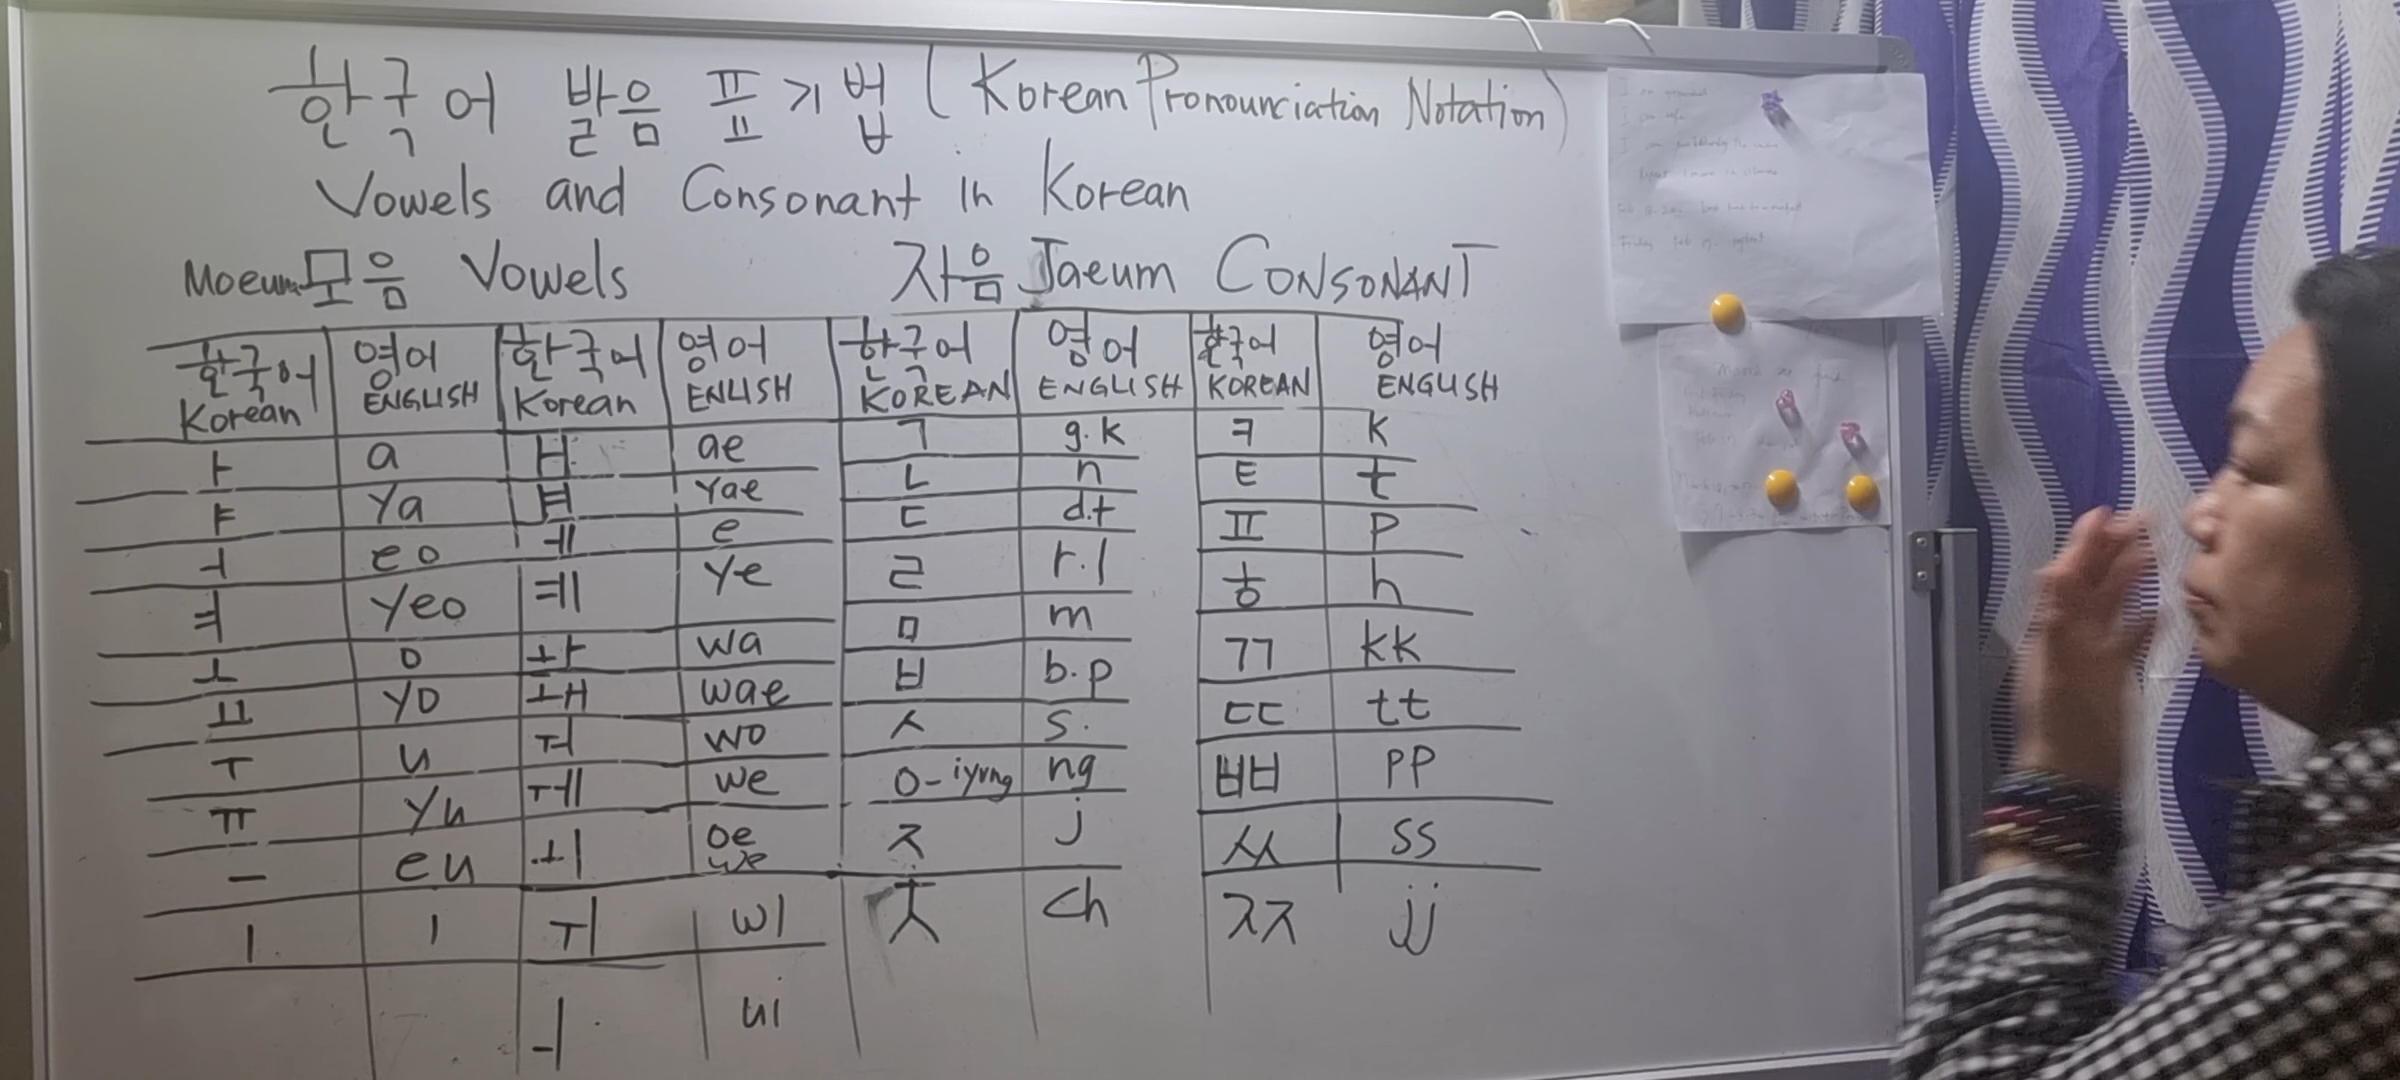 한국어 발음 표기법 (Korean Pronounciation Notation)
Vowels and Consonant in Korean
Moeum 모음 Vowels 자음 Jaeum CONSONANT
한국어 영어 한국어 영어 한국어 영어 한국어 영어
Korean ENGLISH Korean ENLISH KOREAN ENGLISH KOREAN ENGLISH
ㅏ a ㅐ ae ㄱ g.k ㅋ k
ㅑ ya ㅒ yae ㄴ n ㅌ t
ㅓ eo ㅔ e ㄷ d.t ㅍ p
ㅕ yeo ㅖ ye ㄹ r.l ㅎ h
ㅗ o ㅘ wa ㅁ m ㄲ kk
ㅛ yo ㅙ wae ㅂ b.p ㄸ tt
ㅜ u ㅝ wo ㅅ s. ㅃ pp
ㅠ yu ㅞ we ㅇ- iyung ng ㅆ ss
ㅡ eu ㅚ oe we ㅈ j ㅉ jj
ㅣ i ㅟ wi ㅊ ch
ㅢ ui